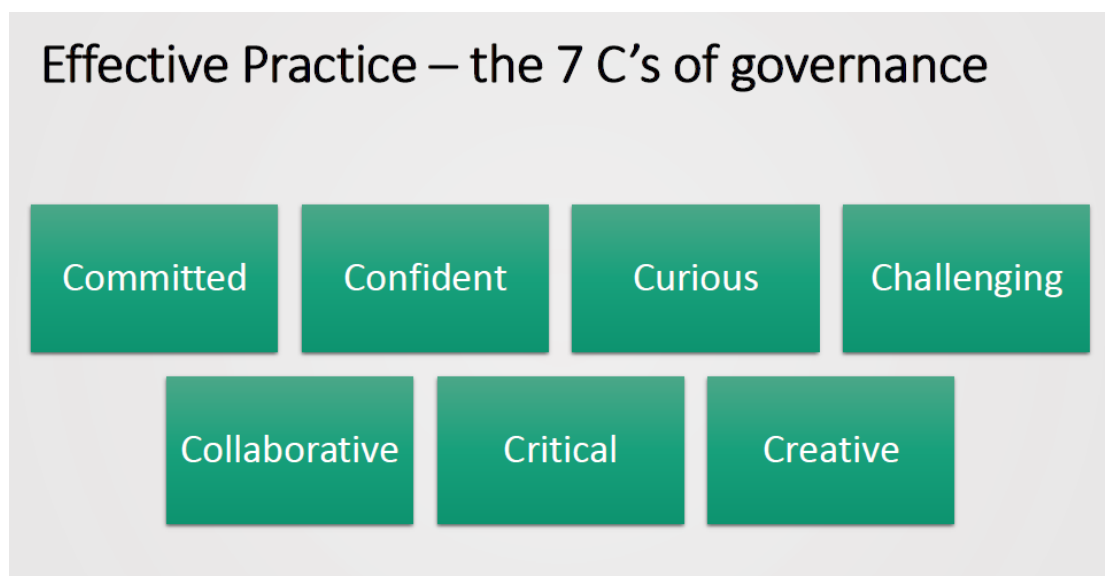 Effective Practice – the 7 C’s of governance
Committed
Confident
Curious
Challenging
Collaborative
Critical
Creative